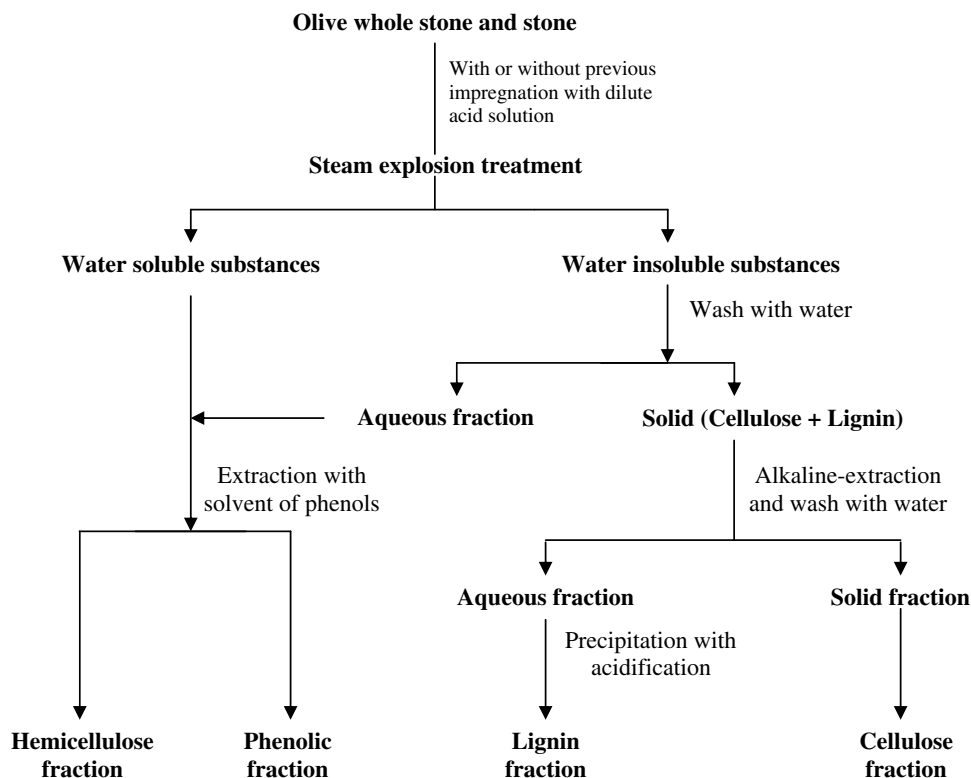 Olive whole stone and stone
With or without previous
impregnation with dilute
acid solution
Steam explosion treatment
Water soluble substances
Water insoluble substances
Wash with water
Aqueous fraction
Solid (Cellulose + Lignin)
Extraction with
solvent of phenols
Alkaline-extraction
and wash with water
Aqueous fraction
Solid fraction
Precipitation with
acidification
Hemicellulose
fraction
Phenolic
fraction
Lignin
fraction
Cellulose
fraction